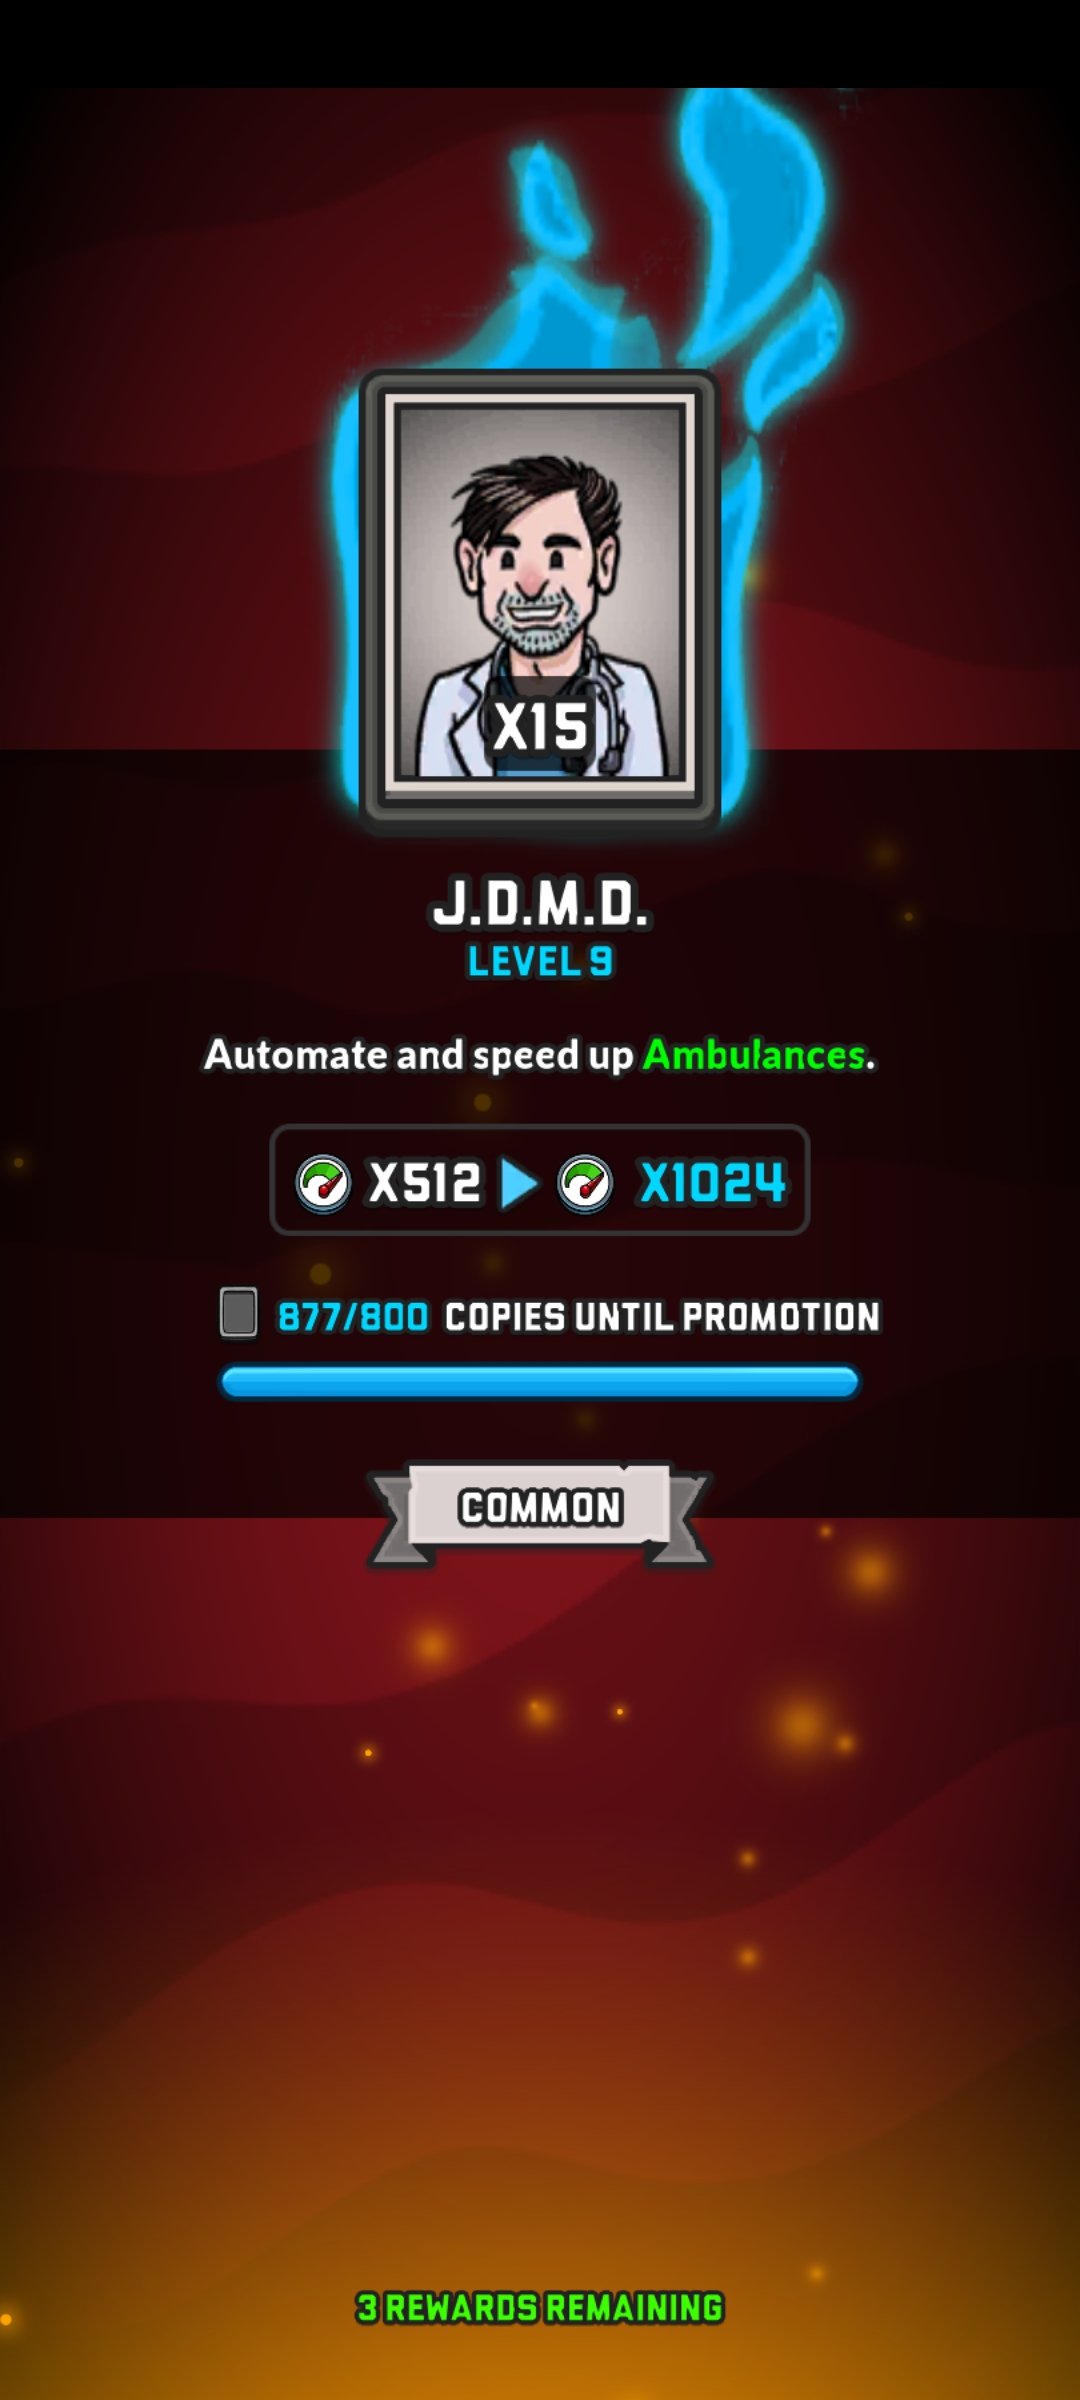 X15
J.D.M.D.
LEVEL 9
Automate and speed up Ambulances.
X512 X1024
877/800 COPIES UNTIL PROMOTION
COMMON
3 REWARDS REMAINING